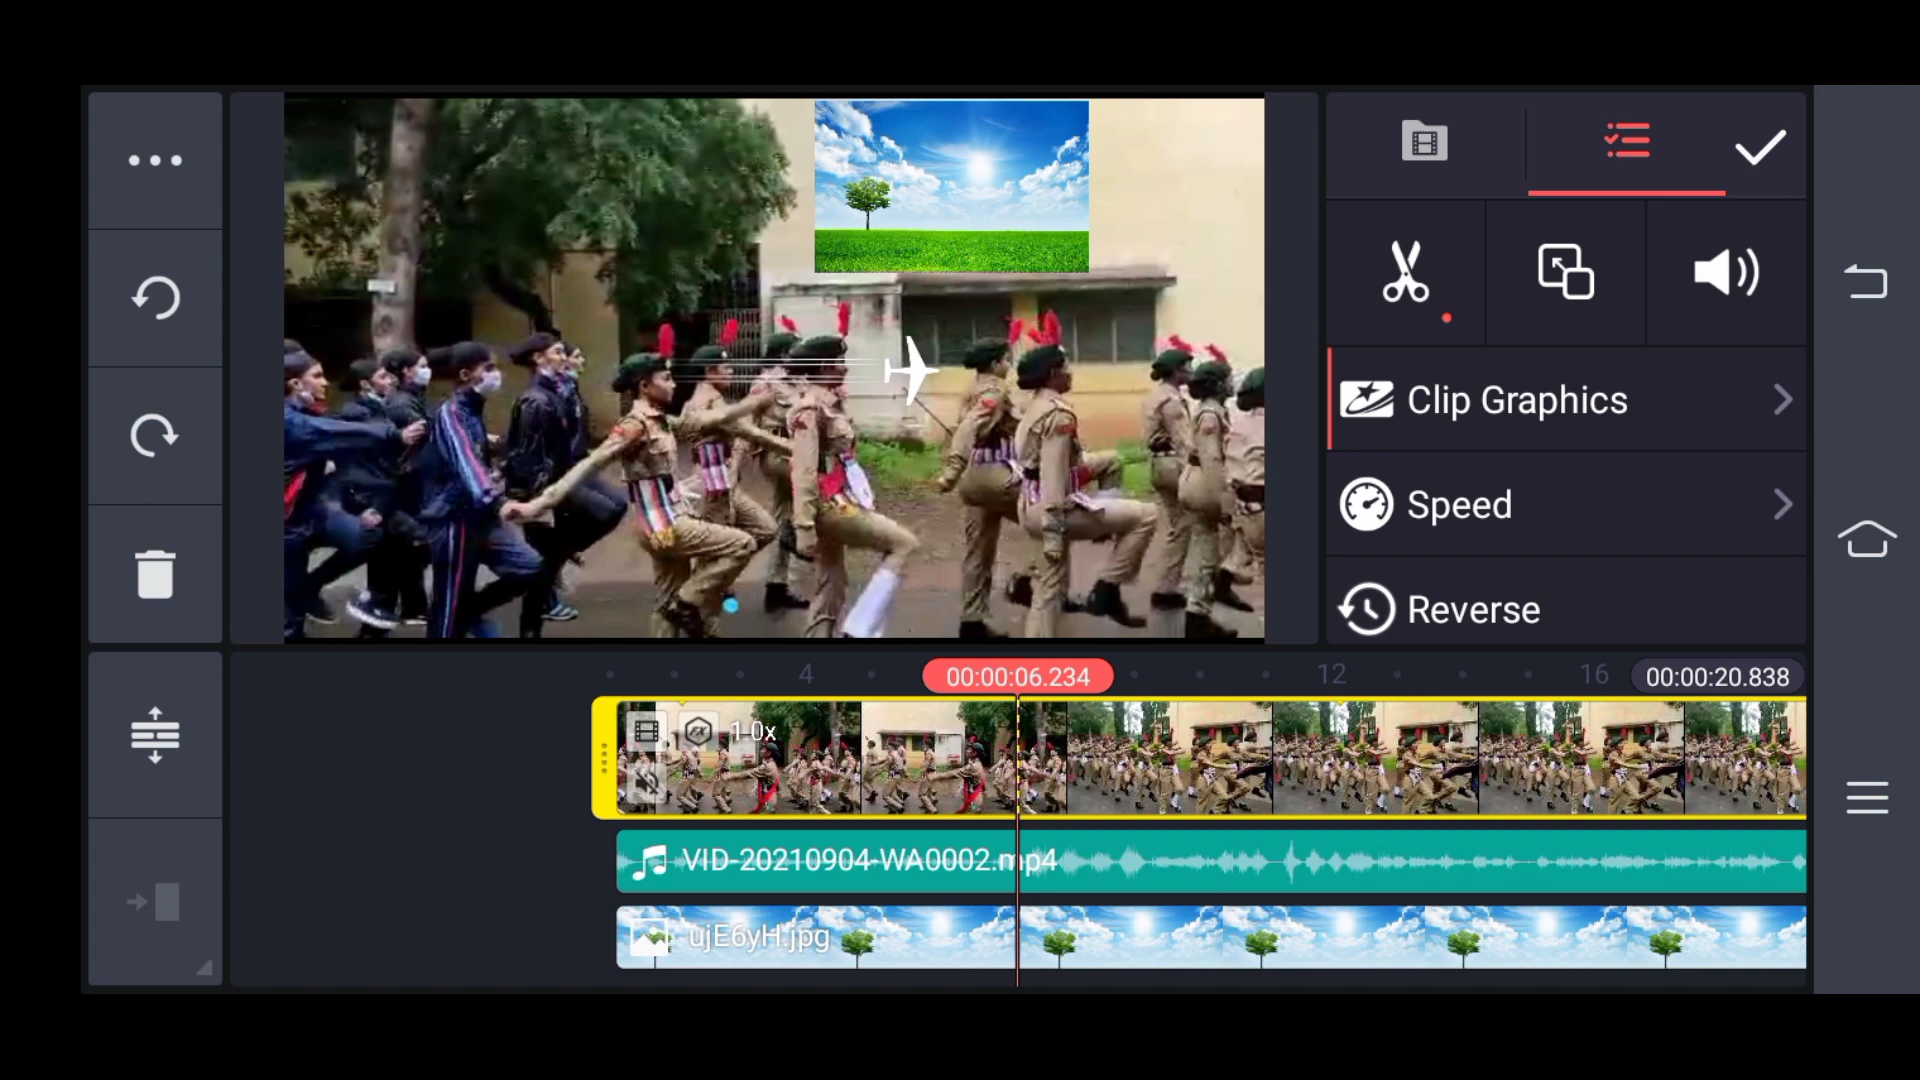 Clip Graphics
Speed
Reverse
4
00:00:06.234
12
16
00:00:20.838
1.0x
VID-20210904-WA0002.mp4
ujE6yH.jpg